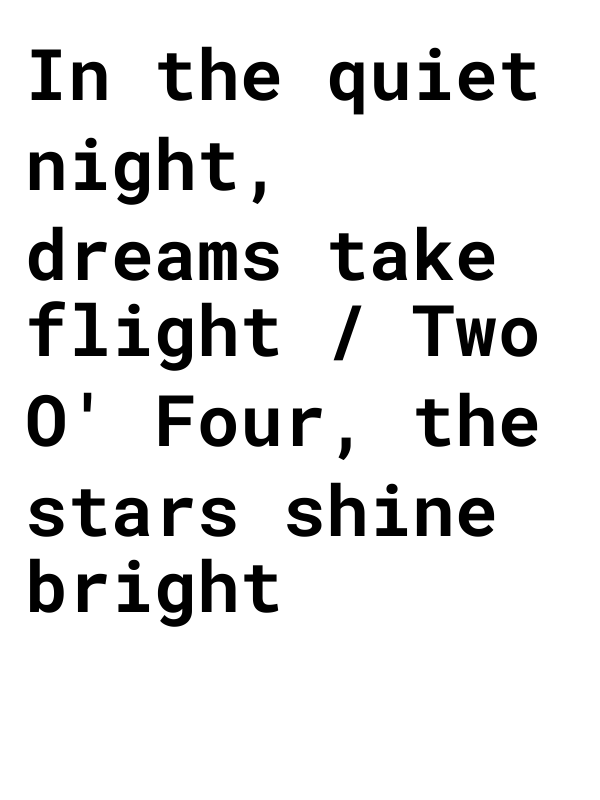 In the quiet
night,
dreams take
flight / Two
O' Four, the
stars shine
bright